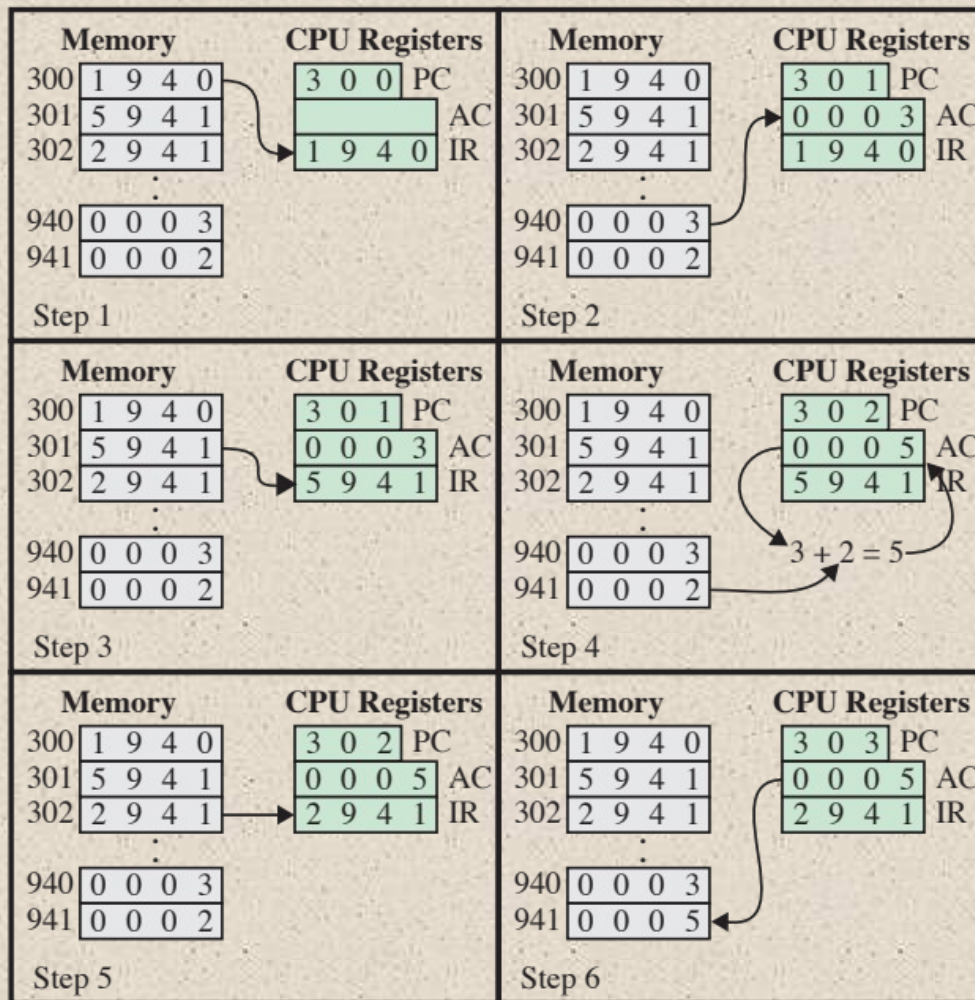 Memory CPU Registers
300 1 9 4 0 3 0 0 PC
301 5 9 4 1 AC
302 2 9 4 1 1 9 4 0 IR
940 0 0 0 3
941 0 0 0 2
Step 1
Memory CPU Registers
300 1 9 4 0 3 0 1 PC
301 5 9 4 1 0 0 0 3 AC
302 2 9 4 1 1 9 4 0 IR
940 0 0 0 3
941 0 0 0 2
Step 2
Memory CPU Registers
300 1 9 4 0 3 0 1 PC
301 5 9 4 1 0 0 0 3 AC
302 2 9 4 1 5 9 4 1 IR
940 0 0 0 3
941 0 0 0 2
Step 3
Memory CPU Registers
300 1 9 4 0 3 0 2 PC
301 5 9 4 1 0 0 0 5 AC
302 2 9 4 1 5 9 4 1 IR
940 0 0 0 3 3 + 2 = 5
941 0 0 0 2
Step 4
Memory CPU Registers
300 1 9 4 0 3 0 2 PC
301 5 9 4 1 0 0 0 5 AC
302 2 9 4 1 2 9 4 1 IR
940 0 0 0 3
941 0 0 0 2
Step 5
Memory CPU Registers
300 1 9 4 0 3 0 3 PC
301 5 9 4 1 0 0 0 5 AC
302 2 9 4 1 2 9 4 1 IR
940 0 0 0 3
941 0 0 0 5
Step 6